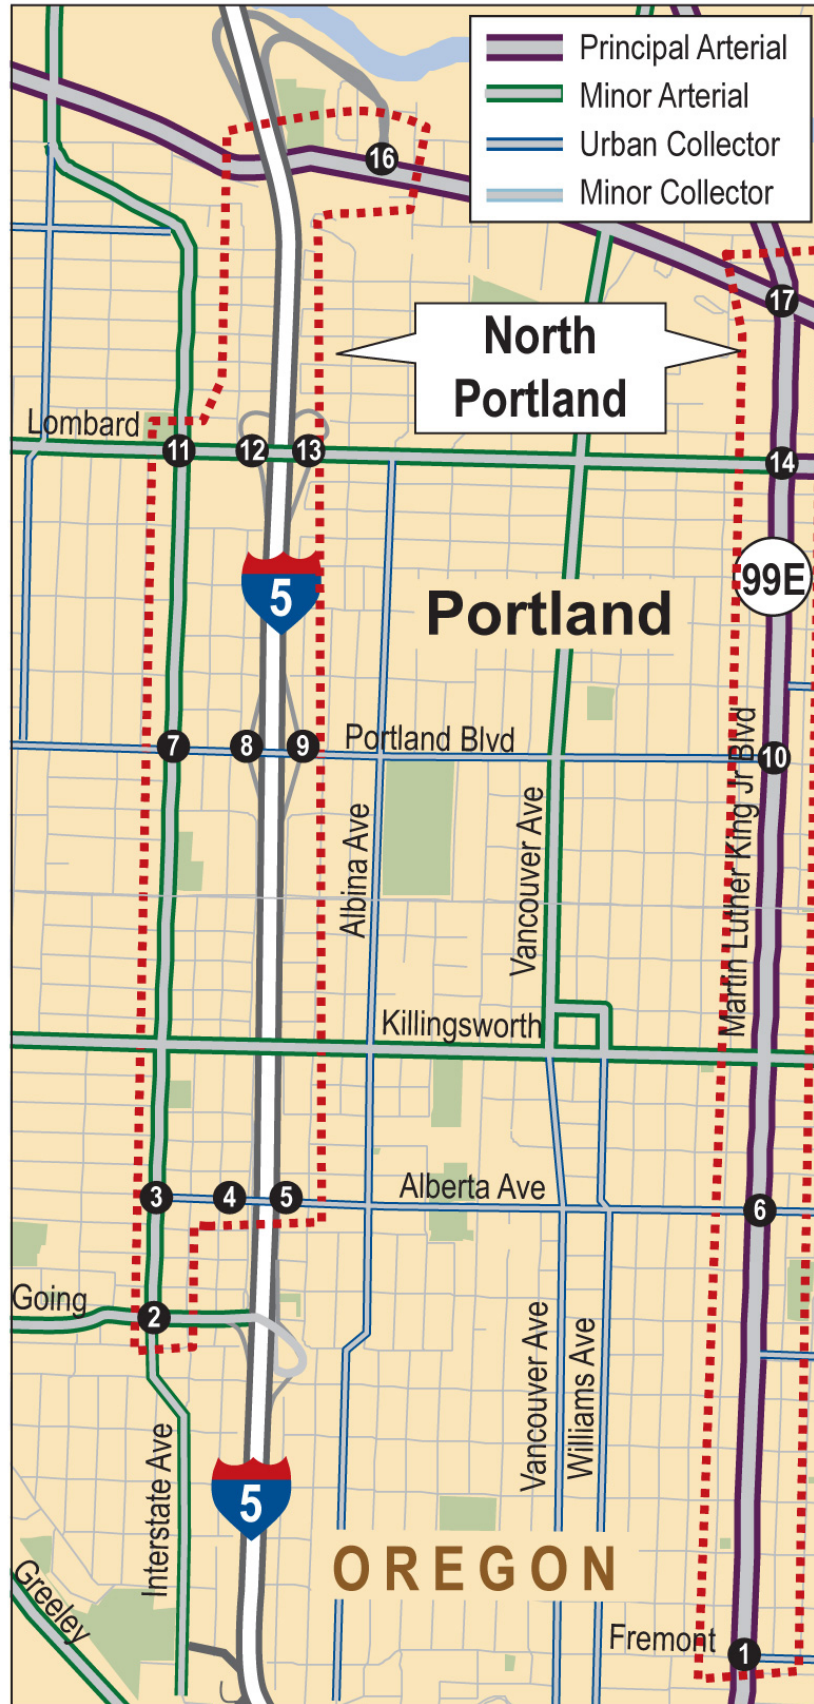 Principal Arterial
Minor Arterial
Urban Collector
Minor Collector
16
17
North
Portland
Lombard
11
12
13
14
5
99E
Portland
7
8
9
Portland Blvd
10
Albina Ave
Vancouver Ave
Martin Luther King Jr Blvd
Killingsworth
3
4
5
Alberta Ave
6
Going
2
Vancouver Ave
Williams Ave
Interstate Ave
5
OREGON
Greeley
Fremont
1